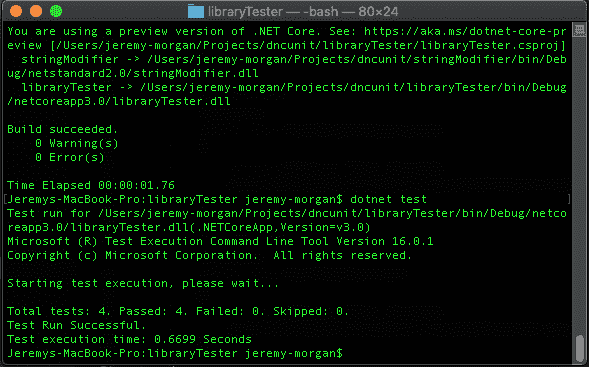 libraryTester — -bash — 80×24
You are using a preview version of .NET Core. See: https://aka.ms/dotnet-core-pr
eview [/Users/jeremy-morgan/Projects/dncunit/libraryTester/libraryTester.csproj]
stringModifier -> /Users/jeremy-morgan/Projects/dncunit/stringModifier/bin/Deb
ug/netstandard2.0/stringModifier.dll
libraryTester -> /Users/jeremy-morgan/Projects/dncunit/libraryTester/bin/Debug
/netcoreapp3.0/libraryTester.dll
Build succeeded.
0 Warning(s)
0 Error(s)
Time Elapsed 00:00:01.76
[Jeremys-MacBook-Pro:libraryTester jeremy-morgan$ dotnet test ]
Test run for /Users/jeremy-morgan/Projects/dncunit/libraryTester/bin/Debug/netco
reapp3.0/libraryTester.dll(.NETCoreApp,Version=v3.0)
Microsoft (R) Test Execution Command Line Tool Version 16.0.1
Copyright (c) Microsoft Corporation.  All rights reserved.
Starting test execution, please wait...
Total tests: 4. Passed: 4. Failed: 0. Skipped: 0.
Test Run Successful.
Test execution time: 0.6699 Seconds
Jeremys-MacBook-Pro:libraryTester jeremy-morgan$